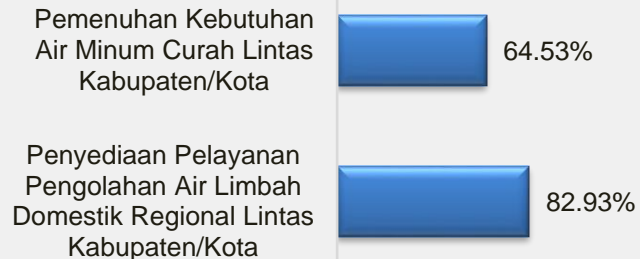 Pemenuhan Kebutuhan
Air Minum Curah Lintas
Kabupaten/Kota
64.53%
Penyediaan Pelayanan
Pengolahan Air Limbah
Domestik Regional Lintas
Kabupaten/Kota
82.93%